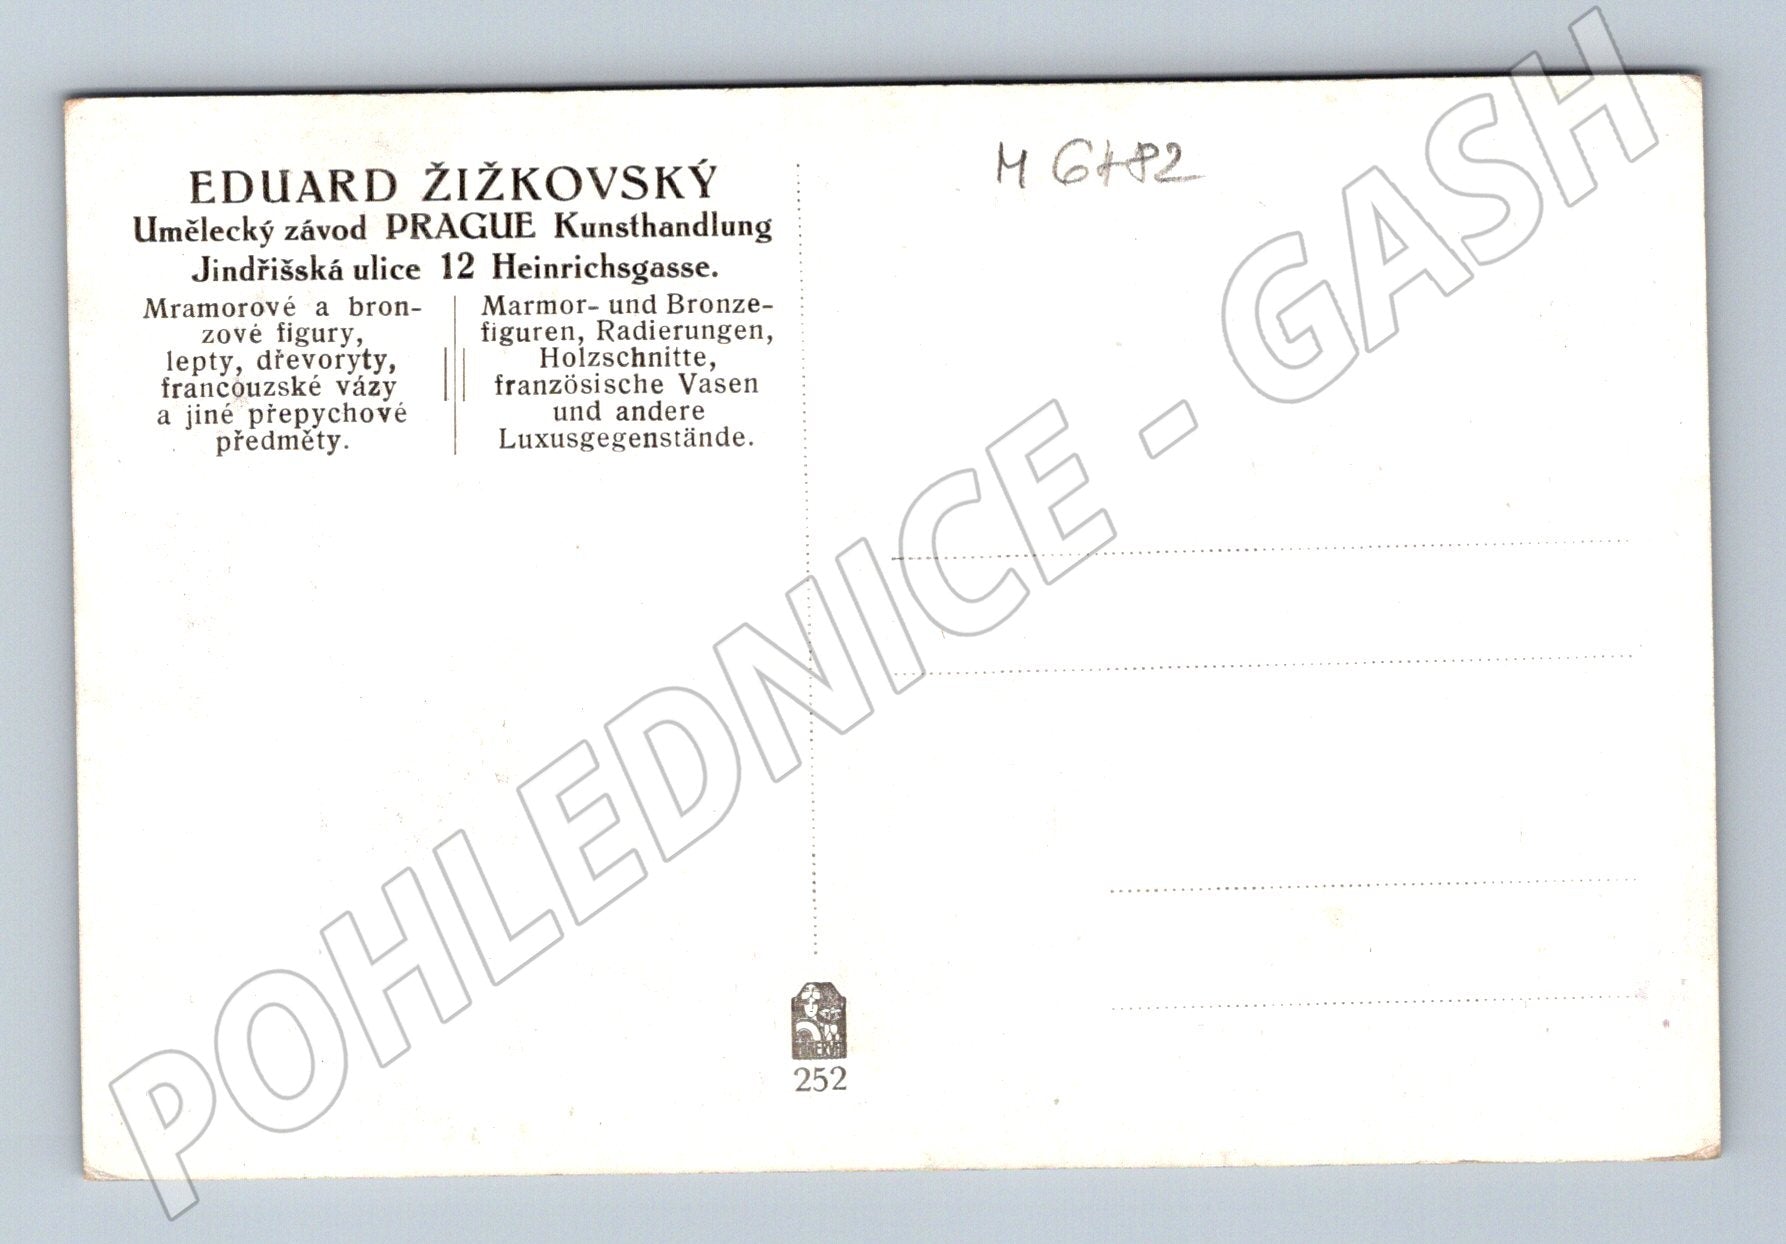 EDUARD ŽIŽKOVSKÝ
Umělecký závod PRAGUE Kunsthandlung
Jindřišská ulice 12 Heinrichsgasse.
Mramorové a bron-
zové figury,
lepty, dřevoryty,
francouzské vázy
a jiné přepychové
předměty.
Marmor- und Bronze-
figuren, Radierungen,
Holzschnitte,
französische Vasen
und andere
Luxusgegenstände.
M 6482
252
POHLEDNICE - GASH